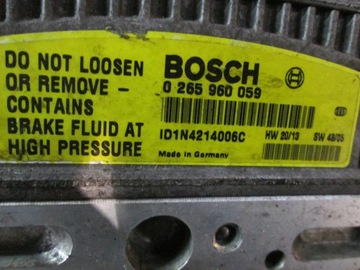 DO NOT LOOSEN
OR REMOVE -
CONTAINS
BRAKE FLUID AT
HIGH PRESSURE
BOSCH
0 265 960 059
ID1N4214006C
HW 20/13 SW 48/05
Made in Germany